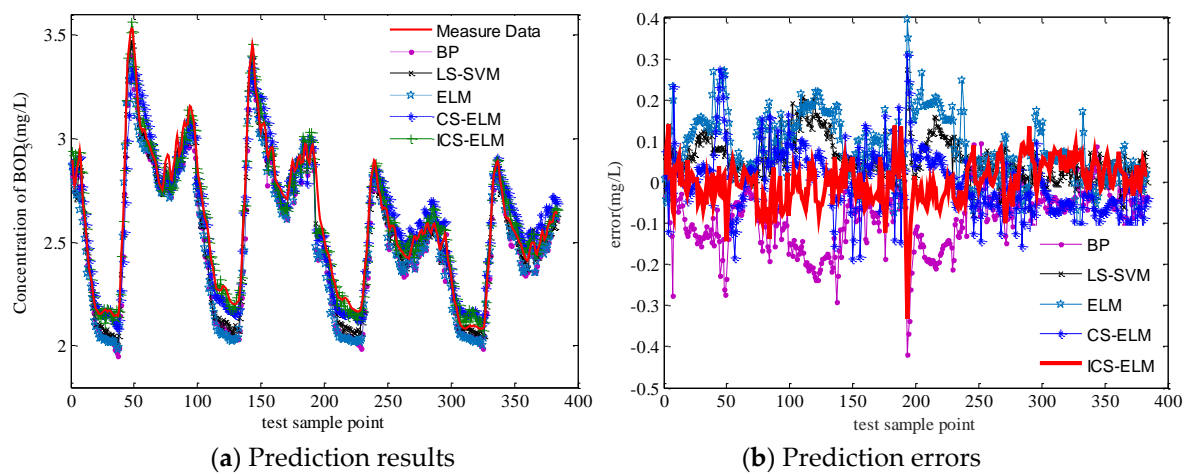 Concentration of BOD5(mg/L)
3.5
3
2.5
2
0 50 100 150 200 250 300 350 400
test sample point
Measure Data
BP
LS-SVM
ELM
CS-ELM
ICS-ELM
(a) Prediction results
error(mg/L)
0.4
0.3
0.2
0.1
0
-0.1
-0.2
-0.3
-0.4
-0.5
0 50 100 150 200 250 300 350 400
test sample point
BP
LS-SVM
ELM
CS-ELM
ICS-ELM
(b) Prediction errors